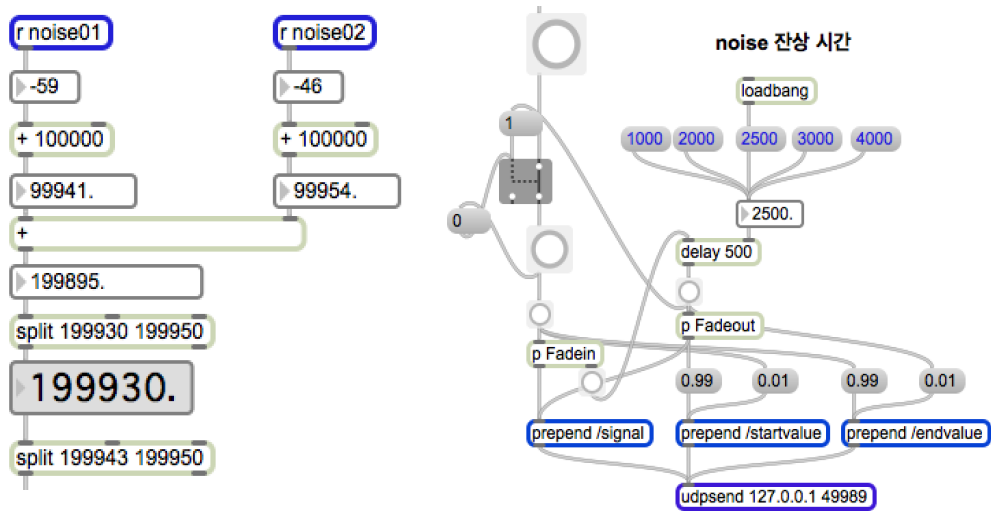 r noise01
r noise02
-59
-46
+ 100000
+ 100000
99941.
99954.
+
199895.
split 199930 199950
199930.
split 199943 199950
noise 잔상 시간
loadbang
1
1000
2000
2500
3000
4000
0
2500.
delay 500
p Fadeout
p Fadein
0.99
0.01
0.99
0.01
prepend /signal
prepend /startvalue
prepend /endvalue
udpsend 127.0.0.1 49989